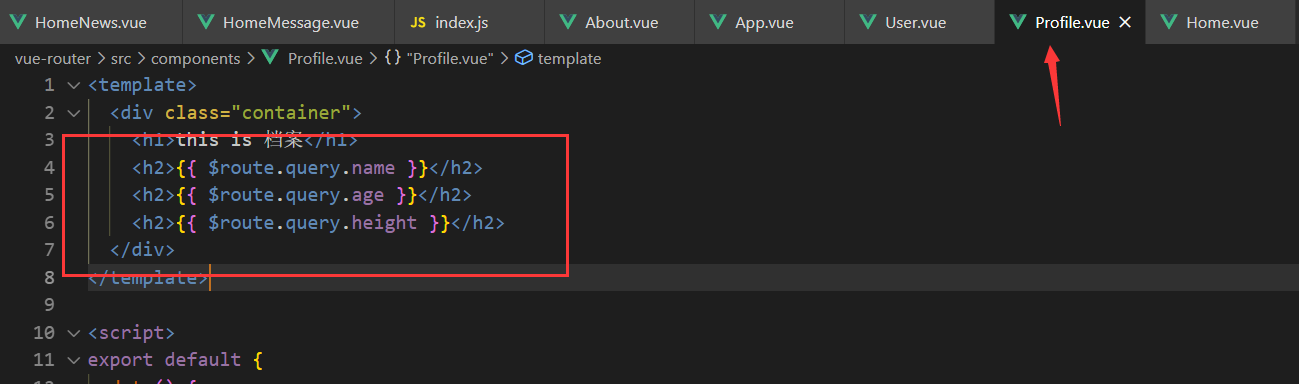 HomeNews.vue HomeMessage.vue JS index.js About.vue App.vue User.vue Profile.vue × Home.vue
vue-router > src > components > Profile.vue > {} "Profile.vue" > template
1 <template>
2 <div class="container">
3 <h1>this is 档案</h1>
4 <h2>{{ $route.query.name }}</h2>
5 <h2>{{ $route.query.age }}</h2>
6 <h2>{{ $route.query.height }}</h2>
7 </div>
8 </template>
9
10 <script>
11 export default {